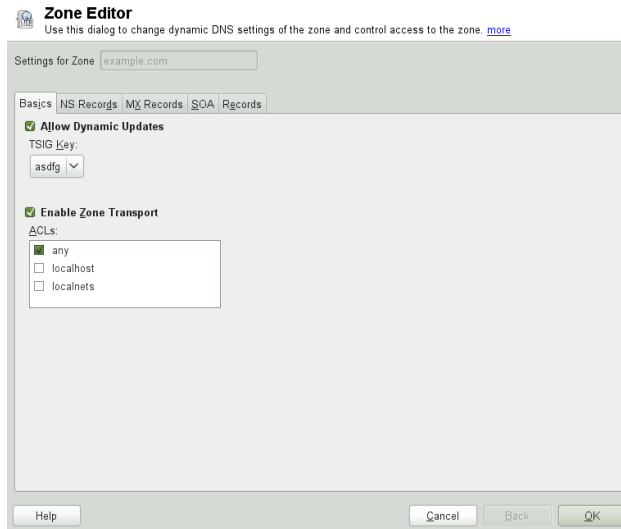 Zone Editor
Use this dialog to change dynamic DNS settings of the zone and control access to the zone. more
Settings for Zone example.com
Basics NS Records MX Records SOA Records
Allow Dynamic Updates
TSIG Key:
asdfg
Enable Zone Transport
ACLs:
any
localhost
localnets
Help Cancel Back OK